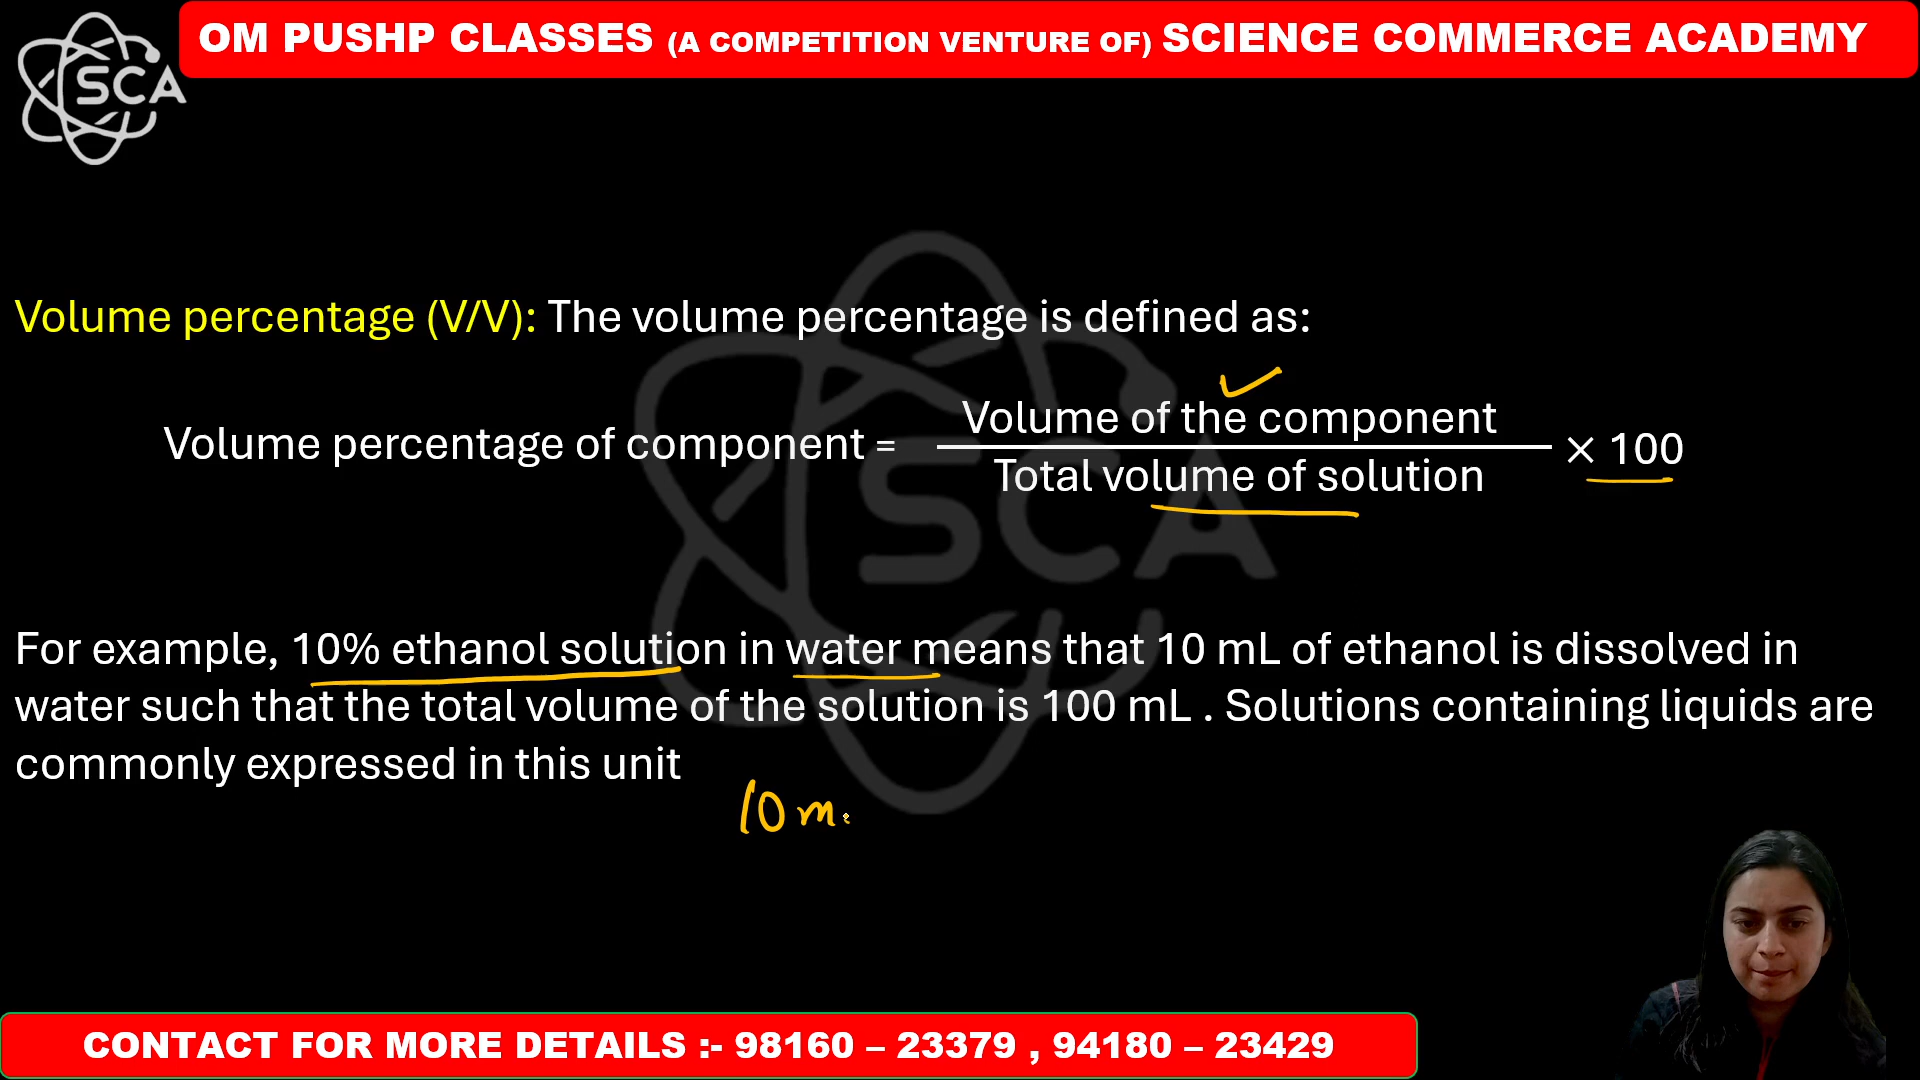 OM PUSHP CLASSES (A COMPETITION VENTURE OF) SCIENCE COMMERCE ACADEMY
SCA
Volume percentage (V/V): The volume percentage is defined as:
Volume percentage of component = Volume of the component
Total volume of solution
× 100
SCA
For example, 10% ethanol solution in water means that 10 mL of ethanol is dissolved in
water such that the total volume of the solution is 100 mL . Solutions containing liquids are
commonly expressed in this unit
10 m
CONTACT FOR MORE DETAILS :- 98160 – 23379 , 94180 – 23429